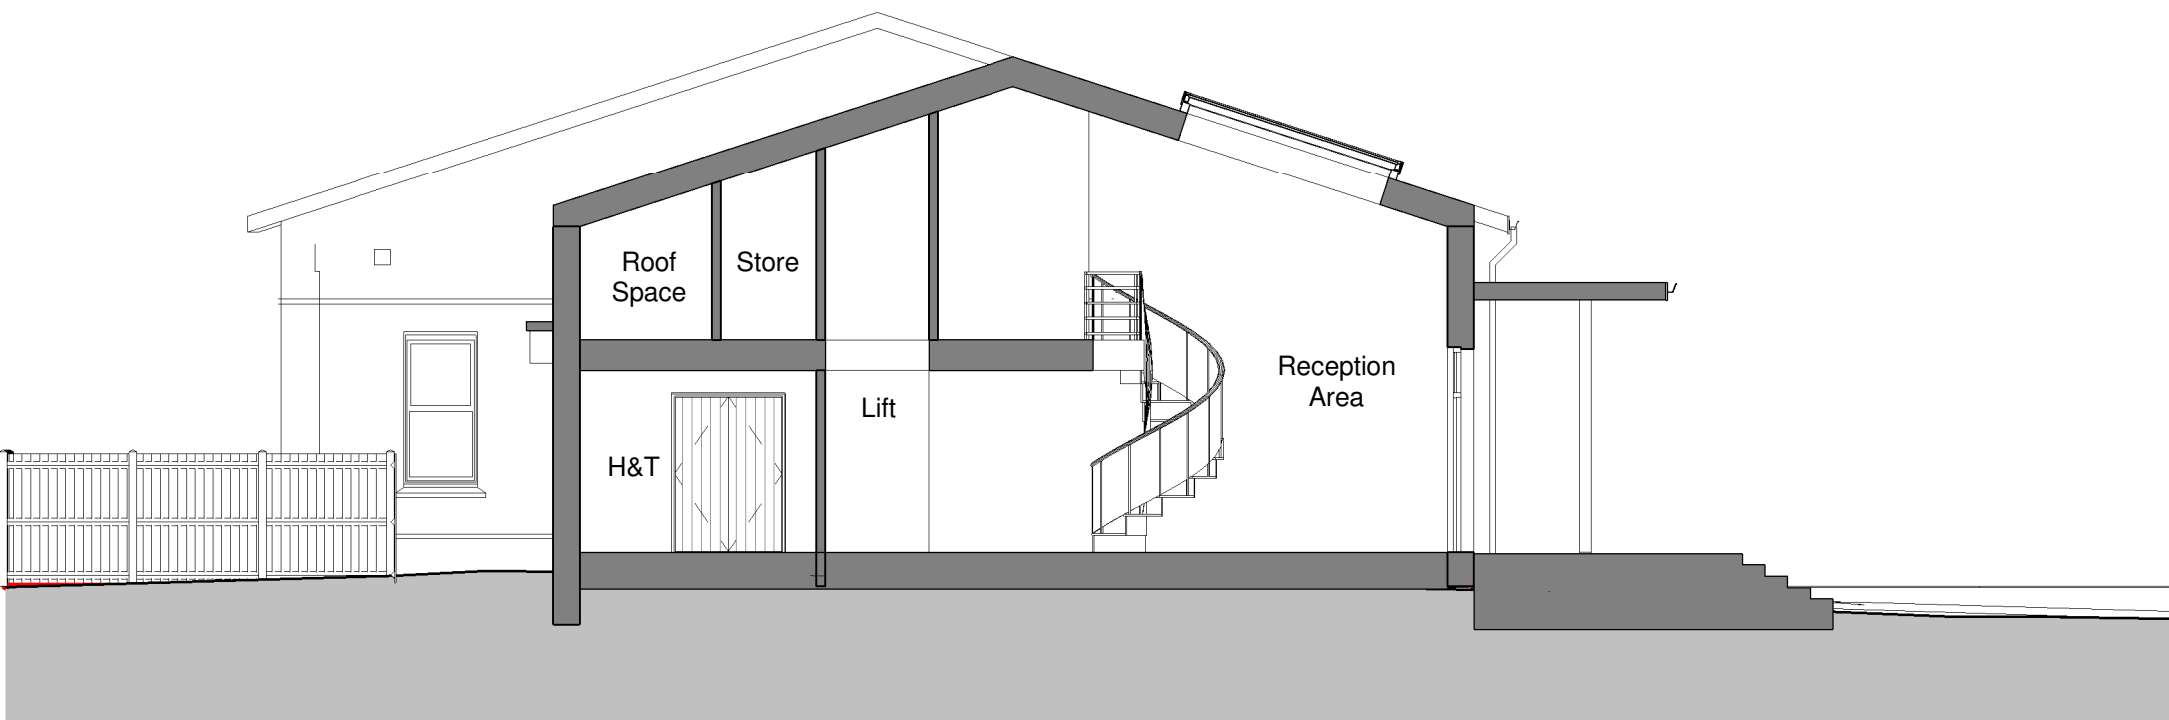 Roof
Space
Store
Lift
Reception
Area
H&T